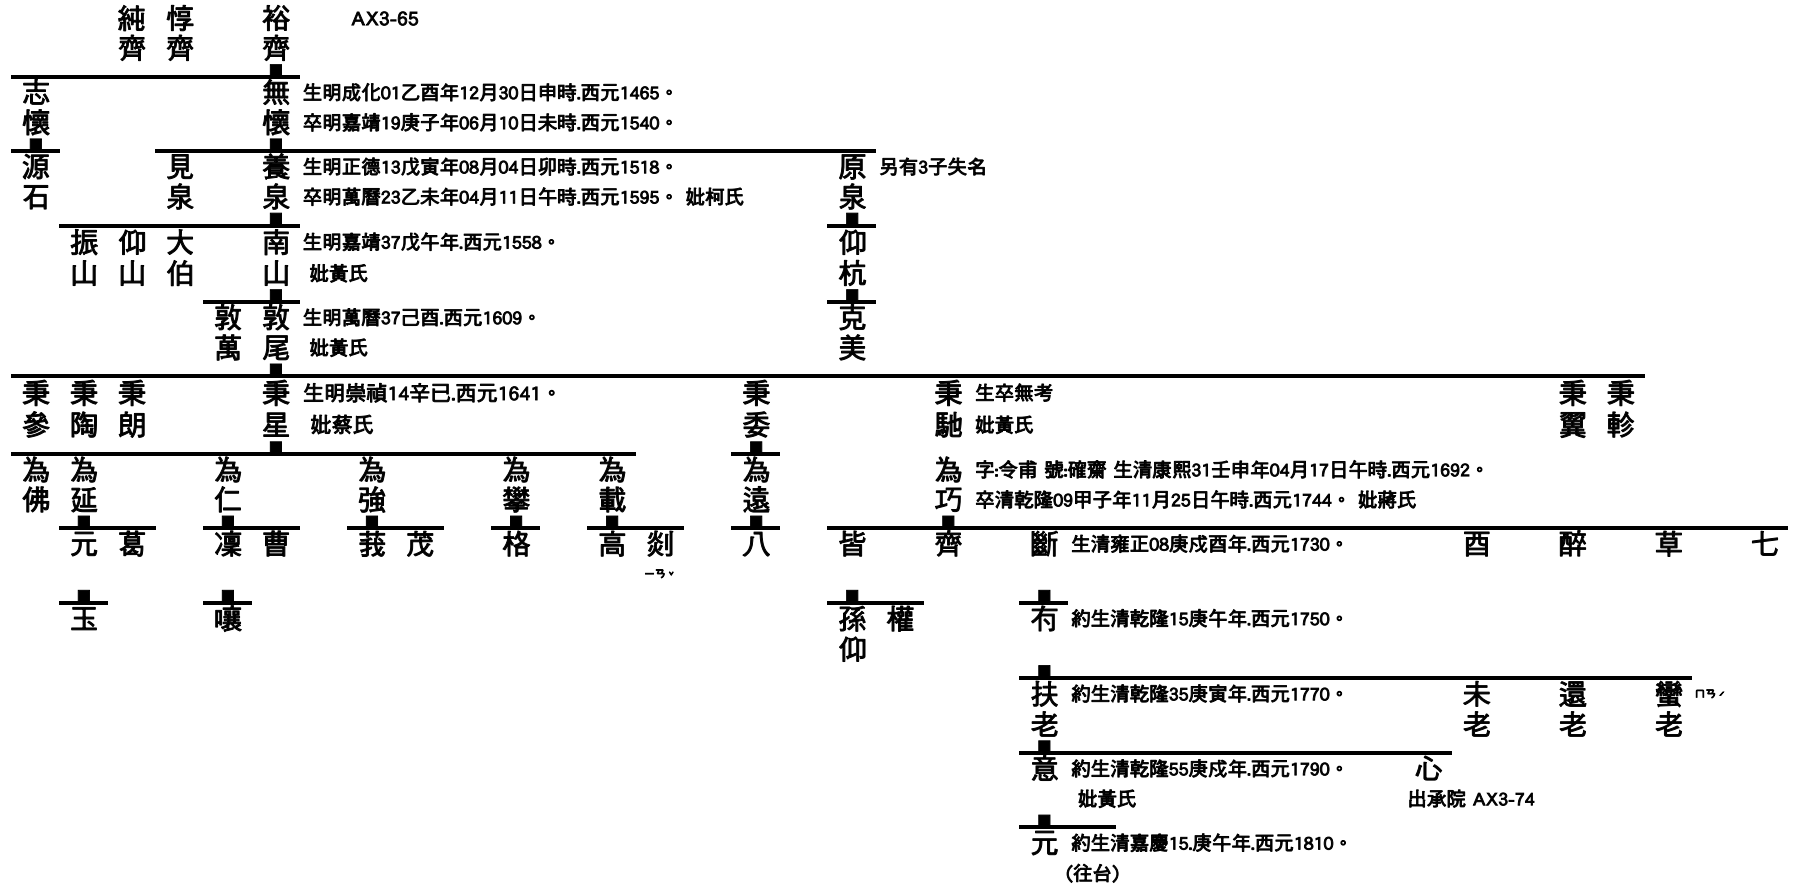 純齊 惇齊 裕齊 AX3-65
志懷 無懷 生明成化01乙酉年12月30日申時.西元1465。
卒明嘉靖19庚子年06月10日未時.西元1540。
源石 見泉 養泉 生明正德13戊寅年08月04日卯時.西元1518。 原泉 另有3子失名
卒明萬曆23乙未年04月11日午時.西元1595。 妣柯氏
振山 仰山 大伯 南山 生明嘉靖37戊午年.西元1558。 仰杭
妣黃氏
敦萬 敦尾 生明萬曆37己酉.西元1609。 克美
妣黃氏
秉參 秉陶 秉朗 秉星 生明崇禎14辛已.西元1641。 秉委 秉馳 生卒無考 秉翼 秉軫
妣蔡氏 妣黃氏
為佛 為延 為仁 為強 為攀 為載 為遠 為巧 字:令甫 號:確齋 生清康熙31壬申年04月17日午時.西元1692。
卒清乾隆09甲子年11月25日午時.西元1744。 妣蔣氏
元 葛 凜 曹 莪 茂 格 高 剡 八 皆 齊 斷 生清雍正08庚戍酉年.西元1730。 酉 醉 草 七
ㄧㄢˇ
玉 嚷 孫仰 權 冇 約生清乾隆15庚午年.西元1750。
扶老 約生清乾隆35庚寅年.西元1770。 未老 還老 蠻老 ㄇㄢˊ
意 約生清乾隆55庚戍年.西元1790。 心
妣黃氏 出承院 AX3-74
元 約生清嘉慶15.庚午年.西元1810。
(往台)